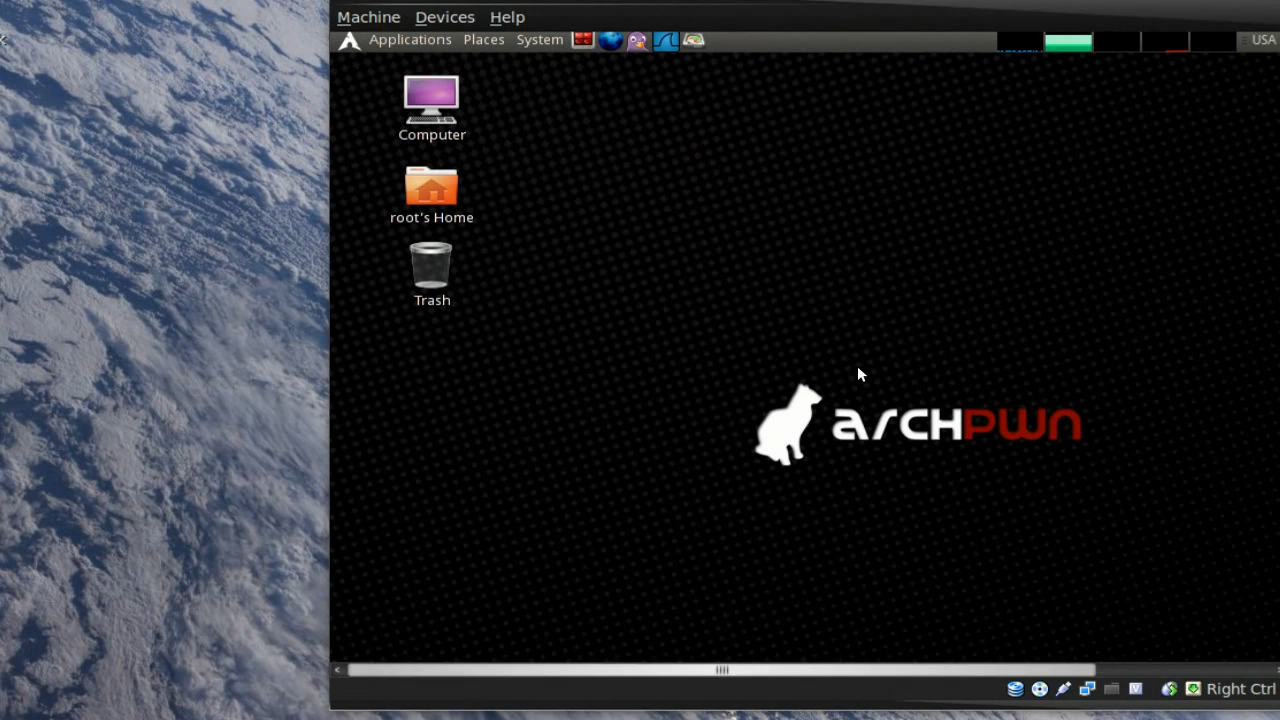 Machine Devices Help
Applications Places System USA
Computer
root's Home
Trash
archpwn
Right Ctrl